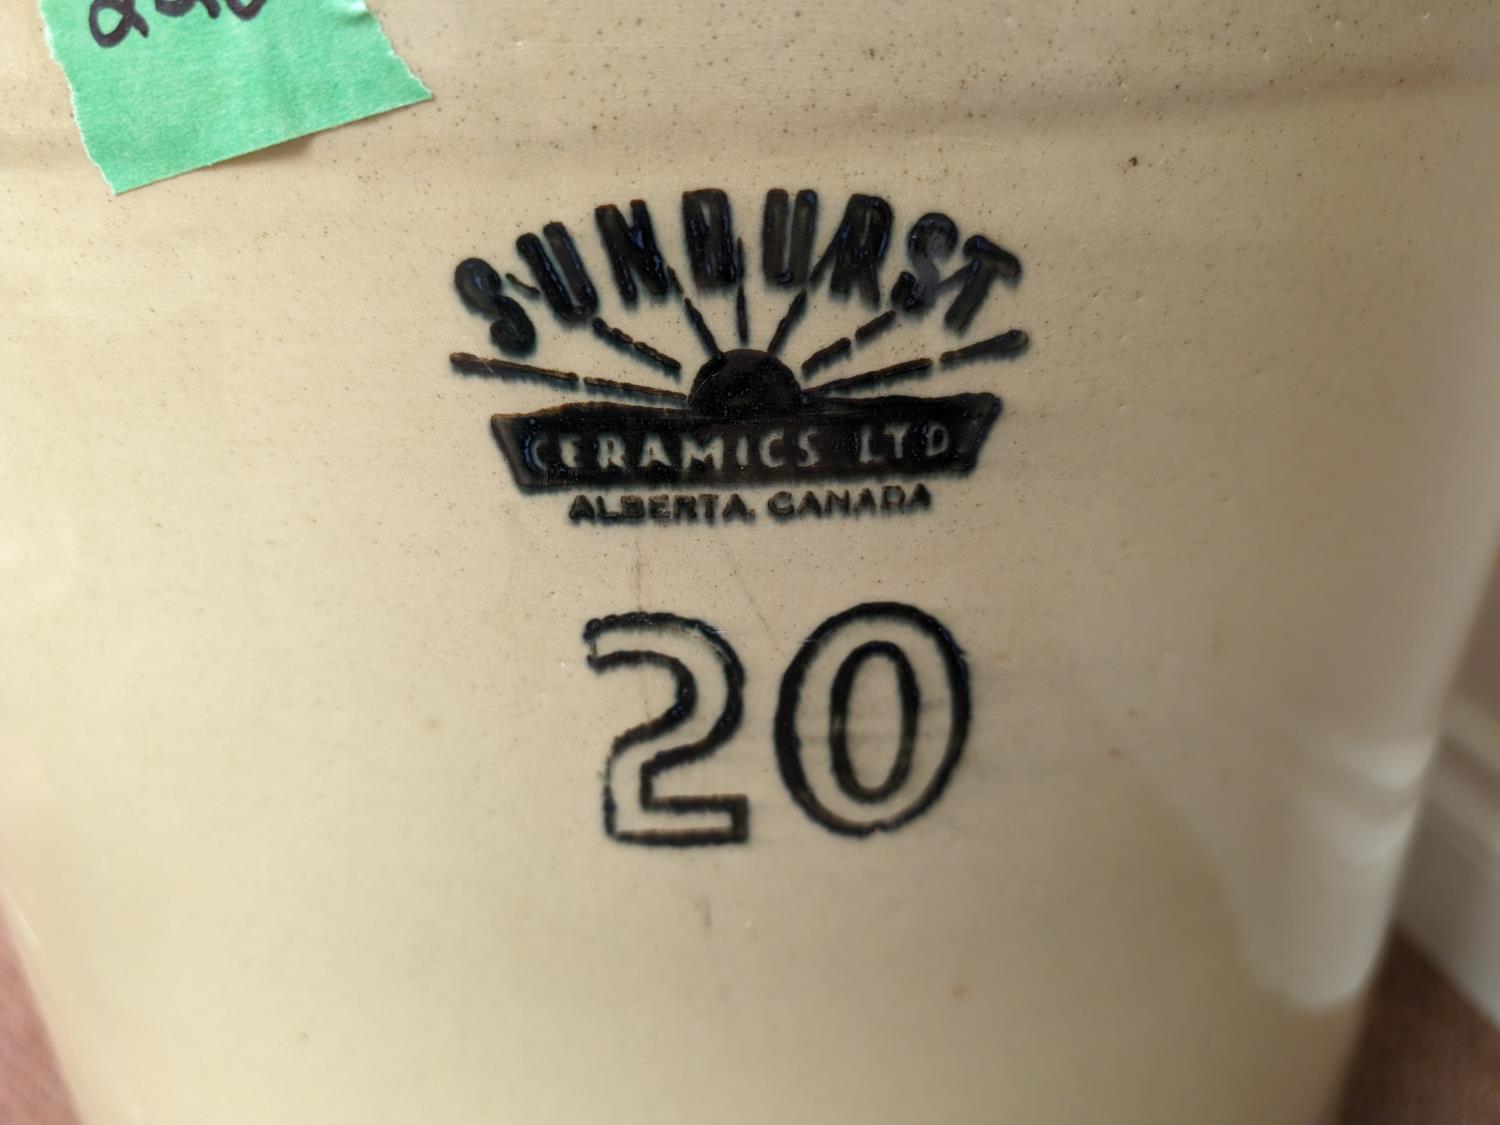 SUNBURST
CERAMICS LTD.
ALBERTA, CANADA
20